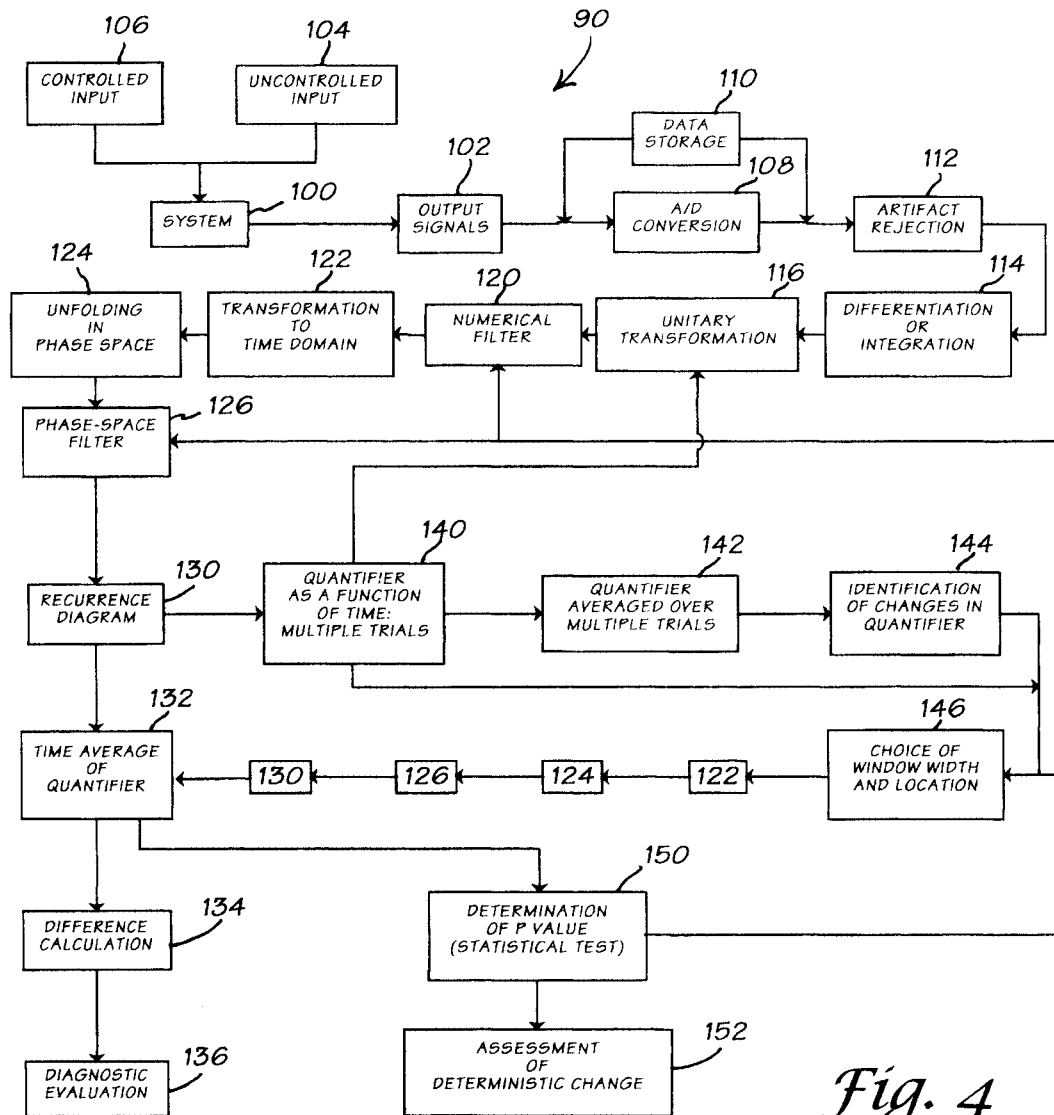 90
106
104
CONTROLLED
INPUT
UNCONTROLLED
INPUT
110
DATA
STORAGE
102
108
112
100
SYSTEM
OUTPUT
SIGNALS
A/D
CONVERSION
ARTIFACT
REJECTION
124
122
120
116
114
UNFOLDING
IN
PHASE SPACE
TRANSFORMATION
TO
TIME DOMAIN
NUMERICAL
FILTER
UNITARY
TRANSFORMATION
DIFFERENTIATION
OR
INTEGRATION
126
PHASE-SPACE
FILTER
140
142
144
130
RECURRENCE
DIAGRAM
QUANTIFIER
AS A FUNCTION
OF TIME:
MULTIPLE TRIALS
QUANTIFIER
AVERAGED OVER
MULTIPLE TRIALS
IDENTIFICATION
OF CHANGES IN
QUANTIFIER
132
146
TIME AVERAGE
OF
QUANTIFIER
130
126
124
122
CHOICE OF
WINDOW WIDTH
AND LOCATION
150
134
DIFFERENCE
CALCULATION
DETERMINATION
OF P VALUE
(STATISTICAL TEST)
136
DIAGNOSTIC
EVALUATION
152
ASSESSMENT
OF
DETERMINISTIC CHANGE
Fig. 4